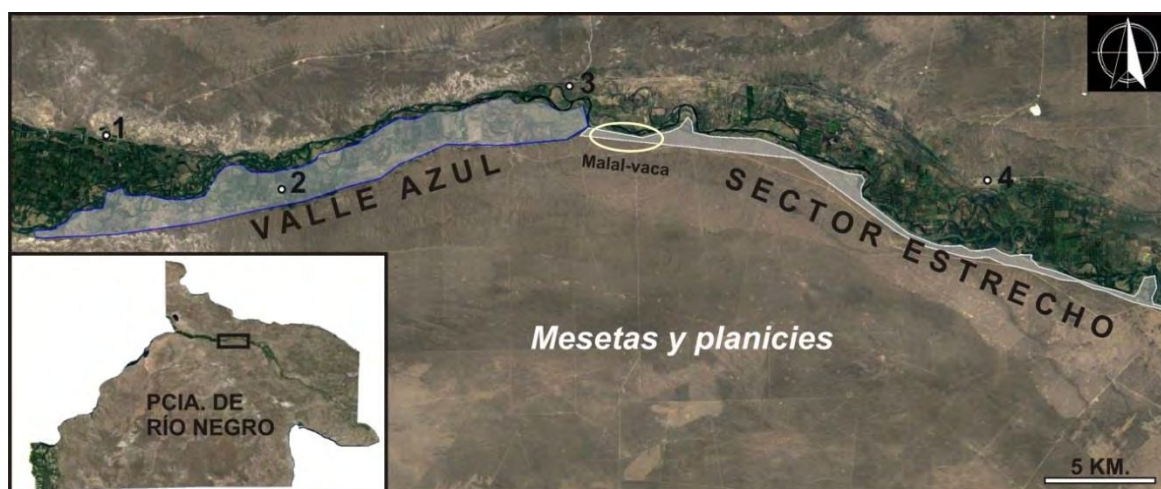 1
3
2
4
Malal-vaca
VALLE AZUL
SECTOR ESTRECHO
Mesetas y planicies
PCIA. DE
RÍO NEGRO
5 KM.